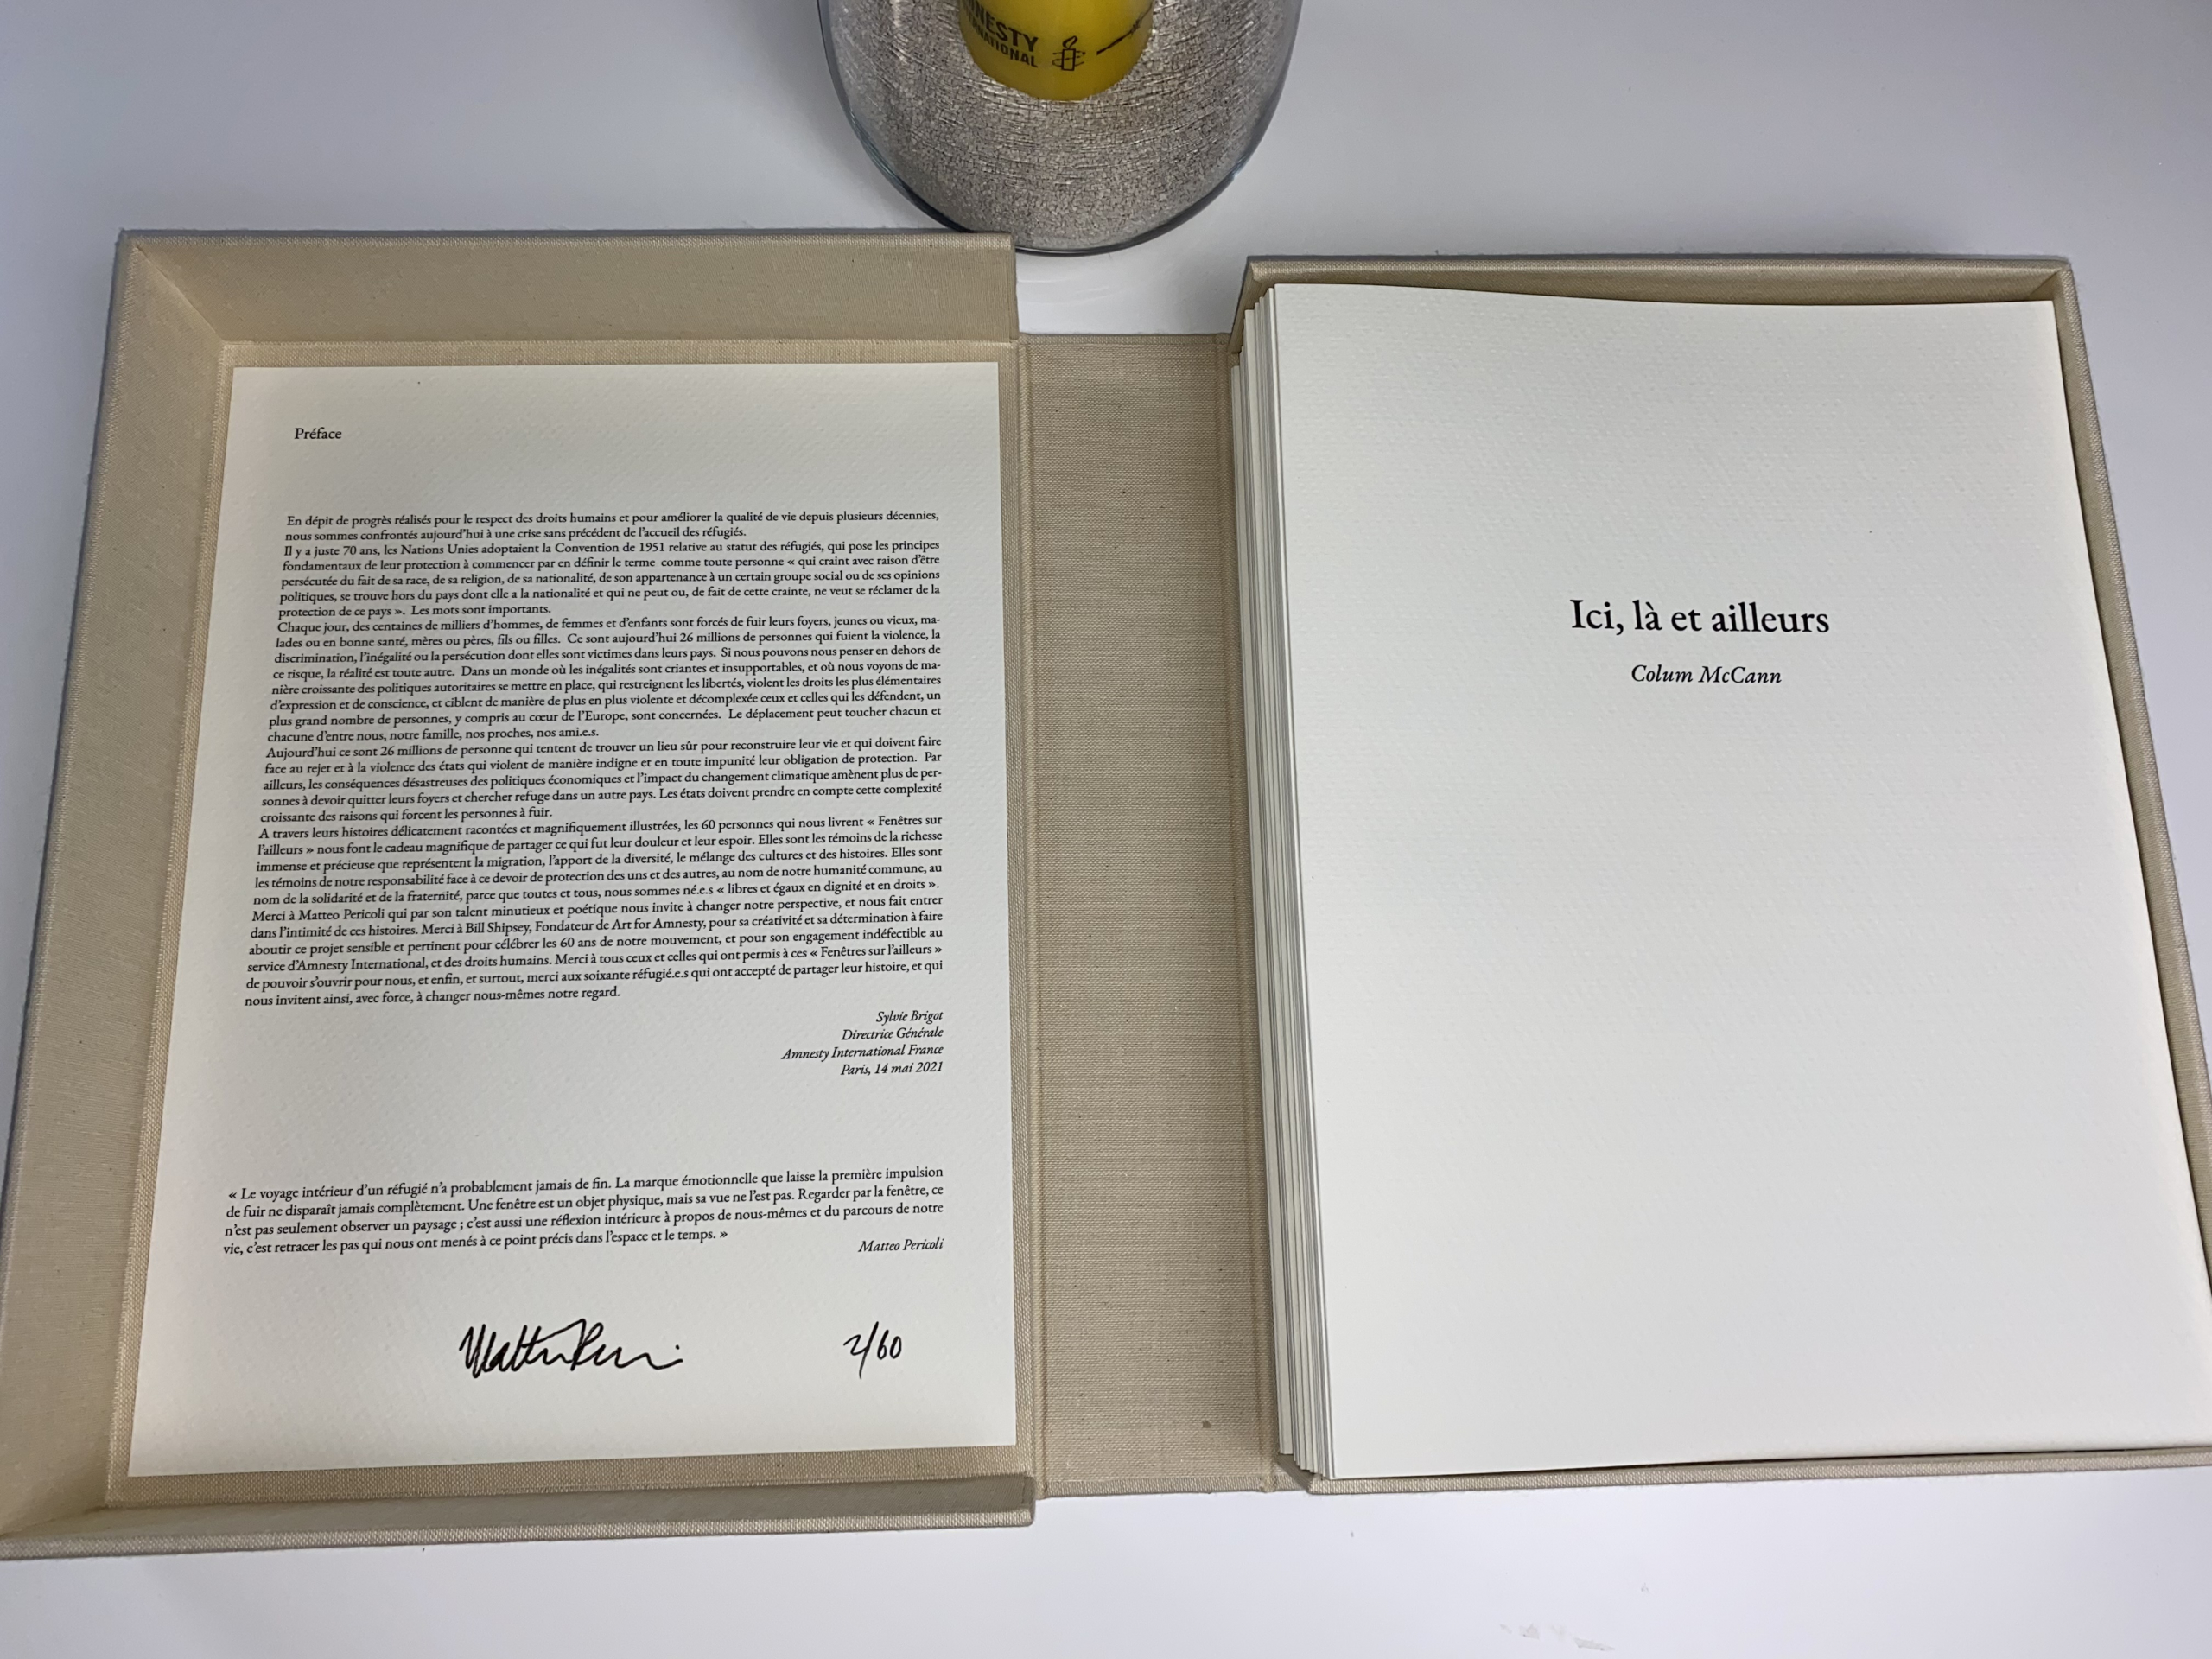 AMNESTY
INTERNATIONAL
Préface
En dépit de progrès réalisés pour le respect des droits humains et pour améliorer la qualité de vie depuis plusieurs décennies,
nous sommes confrontés aujourd'hui à une crise sans précédent de l'accueil des réfugiés.
Il y a juste 70 ans, les Nations Unies adoptaient la Convention de 1951 relative au statut des réfugiés, qui pose les principes
fondamentaux de leur protection à commencer par en définir le terme comme toute personne « qui craint avec raison d'être
persécutée du fait de sa race, de sa religion, de sa nationalité, de son appartenance à un certain groupe social ou de ses opinions
politiques, se trouve hors du pays dont elle a la nationalité et qui ne peut ou, de fait de cette crainte, ne veut se réclamer de la
protection de ce pays ». Les mots sont importants.
Chaque jour, des centaines de milliers d'hommes, de femmes et d'enfants sont forcés de fuir leurs foyers, jeunes ou vieux, ma-
lades ou en bonne santé, mères ou pères, fils ou filles. Ce sont aujourd'hui 26 millions de personnes qui fuient la violence, la
discrimination, l'inégalité ou la persécution dont elles sont victimes dans leurs pays. Si nous pouvons nous penser en dehors de
ce risque, la réalité est toute autre. Dans un monde où les inégalités sont criantes et insupportables, et où nous voyons de ma-
nière croissante des politiques autoritaires se mettre en place, qui restreignent les libertés, violent les droits les plus élémentaires
d'expression et de conscience, et ciblent de manière de plus en plus violente et décomplexée ceux et celles qui les défendent, un
plus grand nombre de personnes, y compris au cœur de l'Europe, sont concernées. Le déplacement peut toucher chacun et
chacune d'entre nous, notre famille, nos proches, nos ami.e.s.
Aujourd'hui ce sont 26 millions de personne qui tentent de trouver un lieu sûr pour reconstruire leur vie et qui doivent faire
face au rejet et à la violence des états qui violent de manière indigne et en toute impunité leur obligation de protection. Par
ailleurs, les conséquences désastreuses des politiques économiques et l'impact du changement climatique amènent plus de per-
sonnes à devoir quitter leurs foyers et chercher refuge dans un autre pays. Les états doivent prendre en compte cette complexité
croissante des raisons qui forcent les personnes à fuir.
A travers leurs histoires délicatement racontées et magnifiquement illustrées, les 60 personnes qui nous livrent « Fenêtres sur
l'ailleurs » nous font le cadeau magnifique de partager ce qui fut leur douleur et leur espoir. Elles sont les témoins de la richesse
immense et précieuse que représentent la migration, l'apport de la diversité, le mélange des cultures et des histoires. Elles sont
les témoins de notre responsabilité face à ce devoir de protection des uns et des autres, au nom de notre humanité commune, au
nom de la solidarité et de la fraternité, parce que toutes et tous, nous sommes né.e.s « libres et égaux en dignité et en droits ».
Merci à Matteo Pericoli qui par son talent minutieux et poétique nous invite à changer notre perspective, et nous fait entrer
dans l'intimité de ces histoires. Merci à Bill Shipsey, Fondateur de Art for Amnesty, pour sa créativité et sa détermination à faire
aboutir ce projet sensible et pertinent pour célébrer les 60 ans de notre mouvement, et pour son engagement indéfectible au
service d'Amnesty International, et des droits humains. Merci à tous ceux et celles qui ont permis à ces « Fenêtres sur l'ailleurs »
de pouvoir s'ouvrir pour nous, et enfin, et surtout, merci aux soixante réfugié.e.s qui ont accepté de partager leur histoire, et qui
nous invitent ainsi, avec force, à changer nous-mêmes notre regard.
Sylvie Brigot
Directrice Générale
Amnesty International France
Paris, 14 mai 2021
« Le voyage intérieur d'un réfugié n'a probablement jamais de fin. La marque émotionnelle que laisse la première impulsion
de fuir ne disparaît jamais complètement. Une fenêtre est un objet physique, mais sa vue ne l'est pas. Regarder par la fenêtre, ce
n'est pas seulement observer un paysage ; c'est aussi une réflexion intérieure à propos de nous-mêmes et du parcours de notre
vie, c'est retracer les pas qui nous ont menés à ce point précis dans l'espace et le temps. »
Matteo Pericoli
2/60
Ici, là et ailleurs
Colum McCann